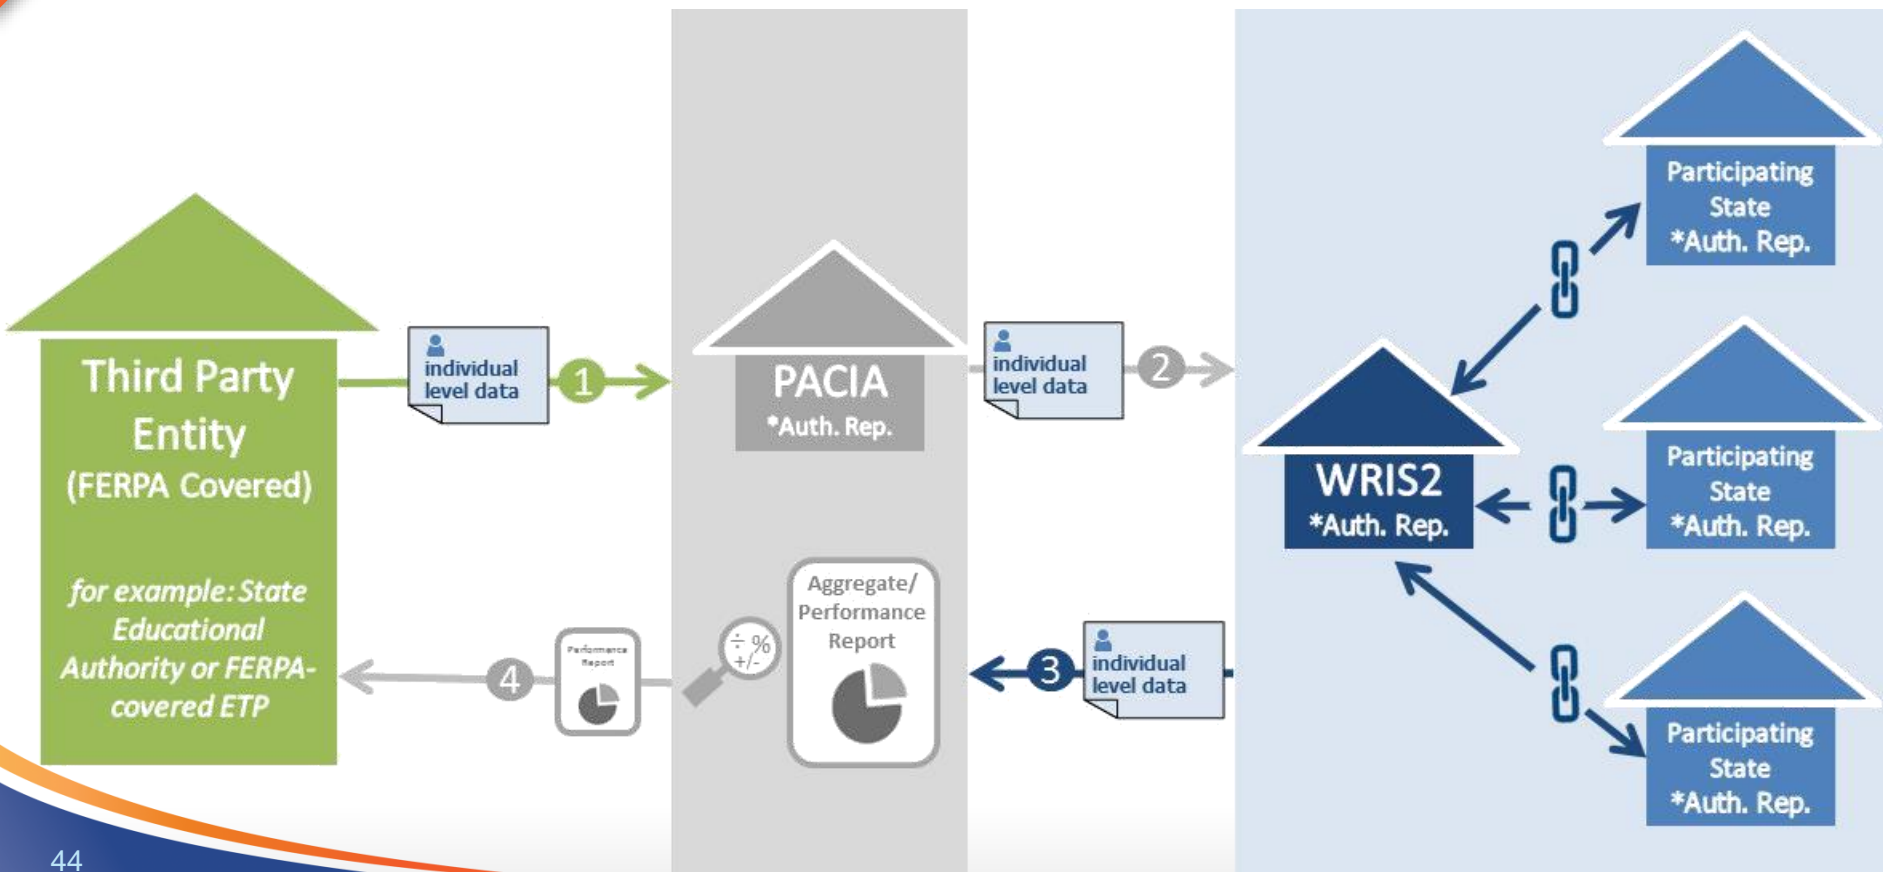 Third Party
Entity
(FERPA Covered)
for example: State
Educational
Authority or FERPA-
covered ETP
individual
level data
1
PACIA
*Auth. Rep.
individual
level data
2
WRIS2
*Auth. Rep.
Participating
State
*Auth. Rep.
Participating
State
*Auth. Rep.
Participating
State
*Auth. Rep.
3
individual
level data
Aggregate/
Performance
Report
÷ %
+/-
Performance
Report
4
44